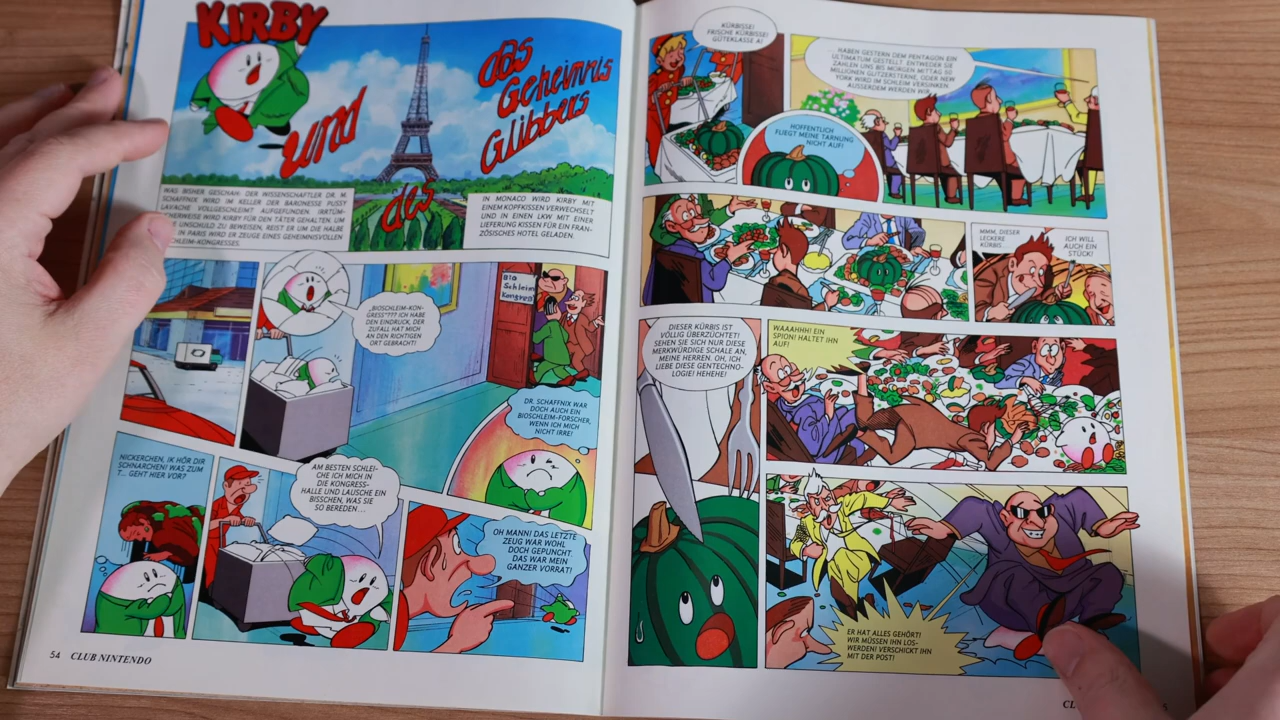 KIRBY
und
das
Geheimnis
des
Glibbers
WAS BISHER GESCHAH: DER WISSENSCHAFTLER DR. M.
SCHAFFNIX WIRD IM KELLER DER BARONESSE PUSSY
LAVACHE VOLLGESCHLEIMT AUFGEFUNDEN. IRRTÜM-
CHERWEISE WIRD KIRBY FÜR DEN TÄTER GEHALTEN. UM
UNSCHULD ZU BEWEISEN, REIST ER UM DIE HALBE
IN PARIS WIRD ER ZEUGE EINES GEHEIMNISVOLLEN
CHLEIM-KONGRESSES.
IN MONACO WIRD KIRBY MIT
EINEM KOPFKISSEN VERWECHSELT
UND IN EINEN LKW MIT EINER
LIEFERUNG KISSEN FÜR EIN FRAN-
ZÖSISCHES HOTEL GELADEN.
„BIOSCHLEIM-KON-
GRESS"??? ICH HABE
DEN EINDRUCK, DER
ZUFALL HAT MICH
AN DEN RICHTIGEN
ORT GEBRACHT!
Bio
Schleim
Kongress
DR. SCHAFFNIX WAR
DOCH AUCH EIN
BIOSCHLEIM-FORSCHER,
WENN ICH MICH
NICHT IRRE!
NICKERCHEN, IK HÖR DIR
SCHNARCHEN! WAS ZUM
T... GEHT HIER VOR?
AM BESTEN SCHLEI-
CHE ICH MICH IN
DIE KONGRESS-
HALLE UND LAUSCHE EIN
BISSCHEN, WAS SIE
SO BEREDEN...
OH MANN! DAS LETZTE
ZEUG WAR WOHL
DOCH GEPUNCHT.
DAS WAR MEIN
GANZER VORRAT!
54 CLUB NINTENDO
KÜRBISSE!
FRISCHE KÜRBISSE!
GÜTEKLASSE A!
... HABEN GESTERN DEM PENTAGON EIN
ULTIMATUM GESTELLT. ENTWEDER SIE
ZAHLEN UNS BIS MORGEN MITTAG 50
MILLIONEN GLITZERSTERNE, ODER NEW
YORK WIRD IM SCHLEIM VERSINKEN.
AUSSERDEM WERDEN WIR...
HOFFENTLICH
FLIEGT MEINE TARNUNG
NICHT AUF!
MMM, DIESER
LECKERE
KÜRBIS...
ICH WILL
AUCH EIN
STÜCK!
DIESER KÜRBIS IST
VÖLLIG ÜBERZÜCHTET!
SEHEN SIE SICH NUR DIESE
MERKWÜRDIGE SCHALE AN,
MEINE HERREN. OH, ICH
LIEBE DIESE GENTECHNO-
LOGIE! HEHEHE!
WAAAHHH! EIN
SPION! HALTET IHN
AUF!
ER HAT ALLES GEHÖRT!
WIR MÜSSEN IHN LOS-
WERDEN! VERSCHICKT IHN
MIT DER POST!
CL